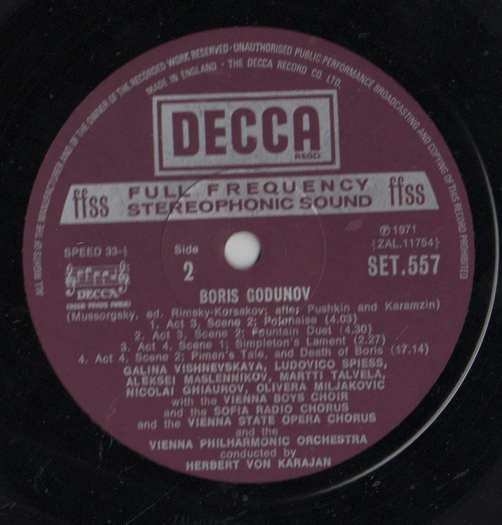 ALL RIGHTS OF THE MANUFACTURER AND OF THE OWNER OF THE RECORDED WORK RESERVED · UNAUTHORISED PUBLIC PERFORMANCE BROADCASTING AND COPYING OF THIS RECORD PROHIBITED
MADE IN ENGLAND · THE DECCA RECORD CO LTD.
DECCA
REGD
ffss FULL FREQUENCY ffss
STEREOPHONIC SOUND
SPEED 33⅓
Side
2
℗1971
(ZAL.11754)
SET.557
DECCA
BORIS GODUNOV
(Mussorgsky, ed. Rimsky-Korsakov; after Pushkin and Karamzin)
1. Act 3, Scene 2; Polonaise (4.03)
2. Act 3, Scene 2; Fountain Duet (4.30)
3. Act 4, Scene 1; Simpleton's Lament (2.27)
4. Act 4, Scene 2; Pimen's Tale, and Death of Boris (17.14)
GALINA VISHNEVSKAYA, LUDOVICO SPIESS,
ALEKSEI MASLENNIKOV, MARTTI TALVELA,
NICOLAI GHIAUROV, OLIVERA MILJAKOVIC
with the VIENNA BOYS CHOIR
and the SOFIA RADIO CHORUS
and the VIENNA STATE OPERA CHORUS
and the
VIENNA PHILHARMONIC ORCHESTRA
conducted by
HERBERT VON KARAJAN